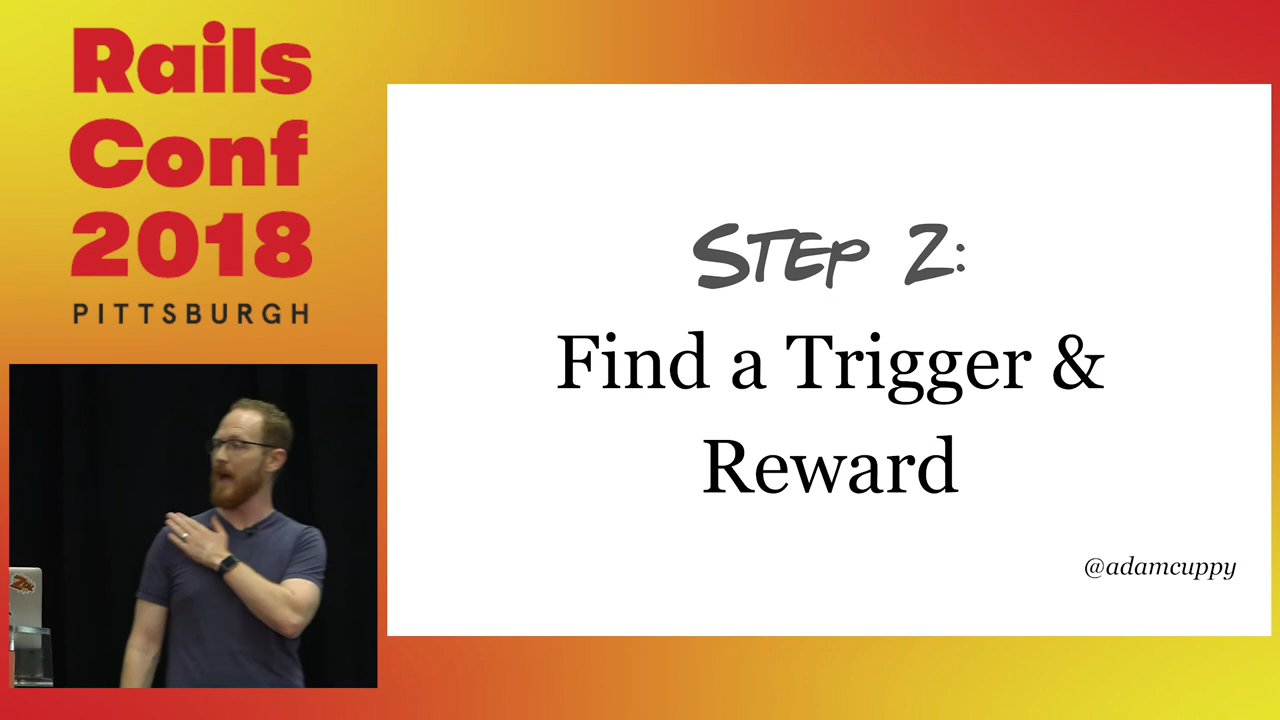 Rails
Conf
2018
PITTSBURGH
STEP 2:
Find a Trigger &
Reward
@adamcuppy